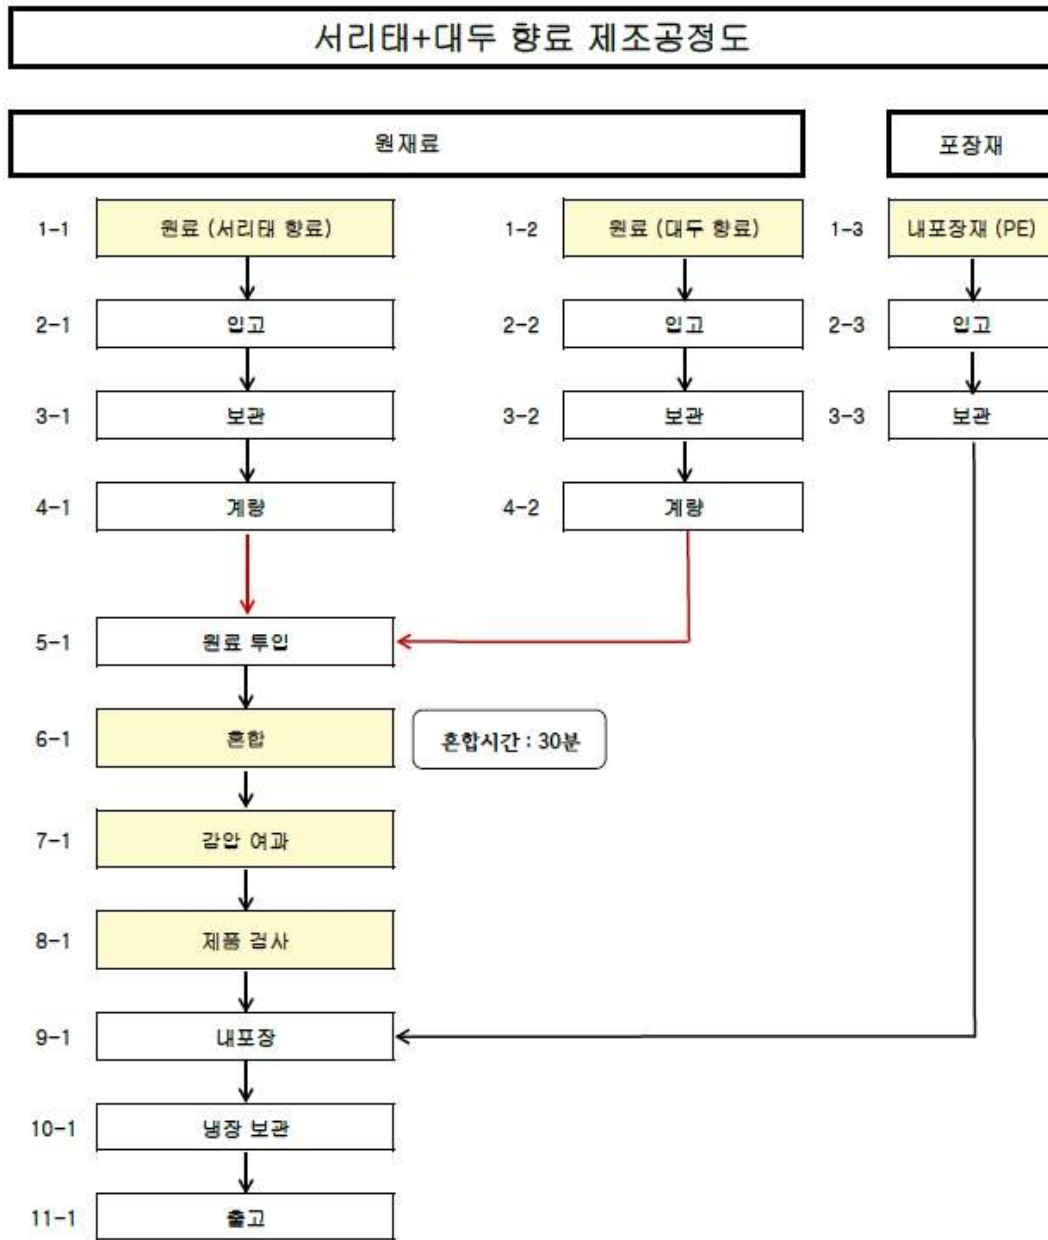 서리태+대두 향료 제조공정도
원재료 포장재
1-1 원료 (서리태 향료) 1-2 원료 (대두 향료) 1-3 내포장재 (PE)
2-1 입고 2-2 입고 2-3 입고
3-1 보관 3-2 보관 3-3 보관
4-1 계량 4-2 계량
5-1 원료 투입
6-1 혼합 혼합시간 : 30분
7-1 감압 여과
8-1 제품 검사
9-1 내포장
10-1 냉장 보관
11-1 출고